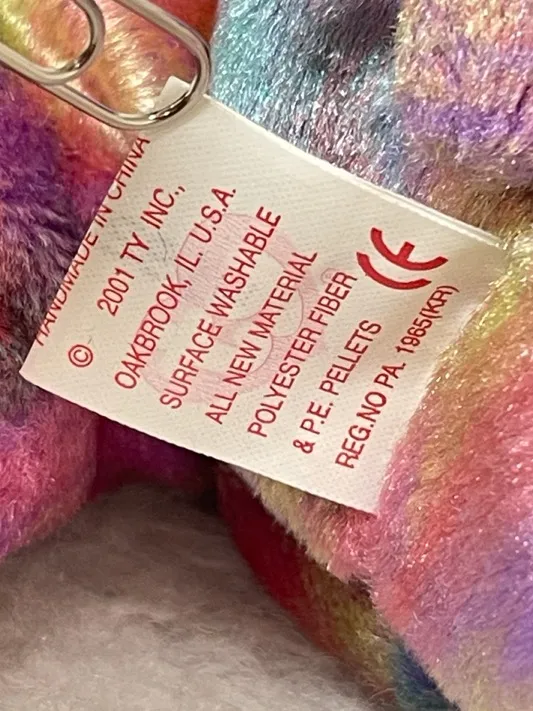 HANDMADE IN CHINA
© 2001 TY INC.,
OAKBROOK, IL. U.S.A.
SURFACE WASHABLE
ALL NEW MATERIAL
POLYESTER FIBER
& P.E. PELLETS
REG.NO PA. 1965(KR)
CE